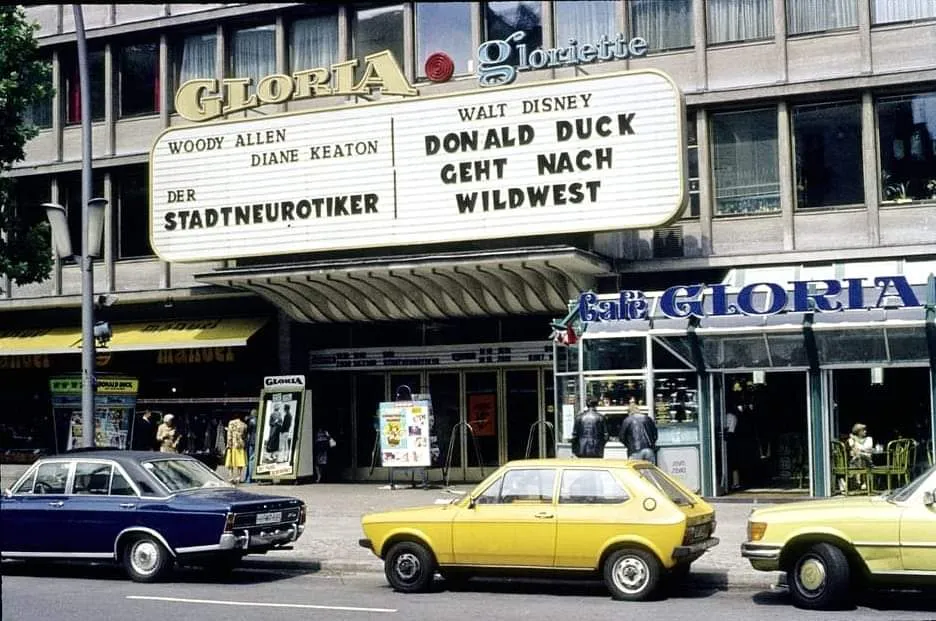 GLORIA
gloriette
WOODY ALLEN
DIANE KEATON
DER
STADTNEUROTIKER
WALT DISNEY
DONALD DUCK
GEHT NACH
WILDWEST
Café GLORIA
GLORIA